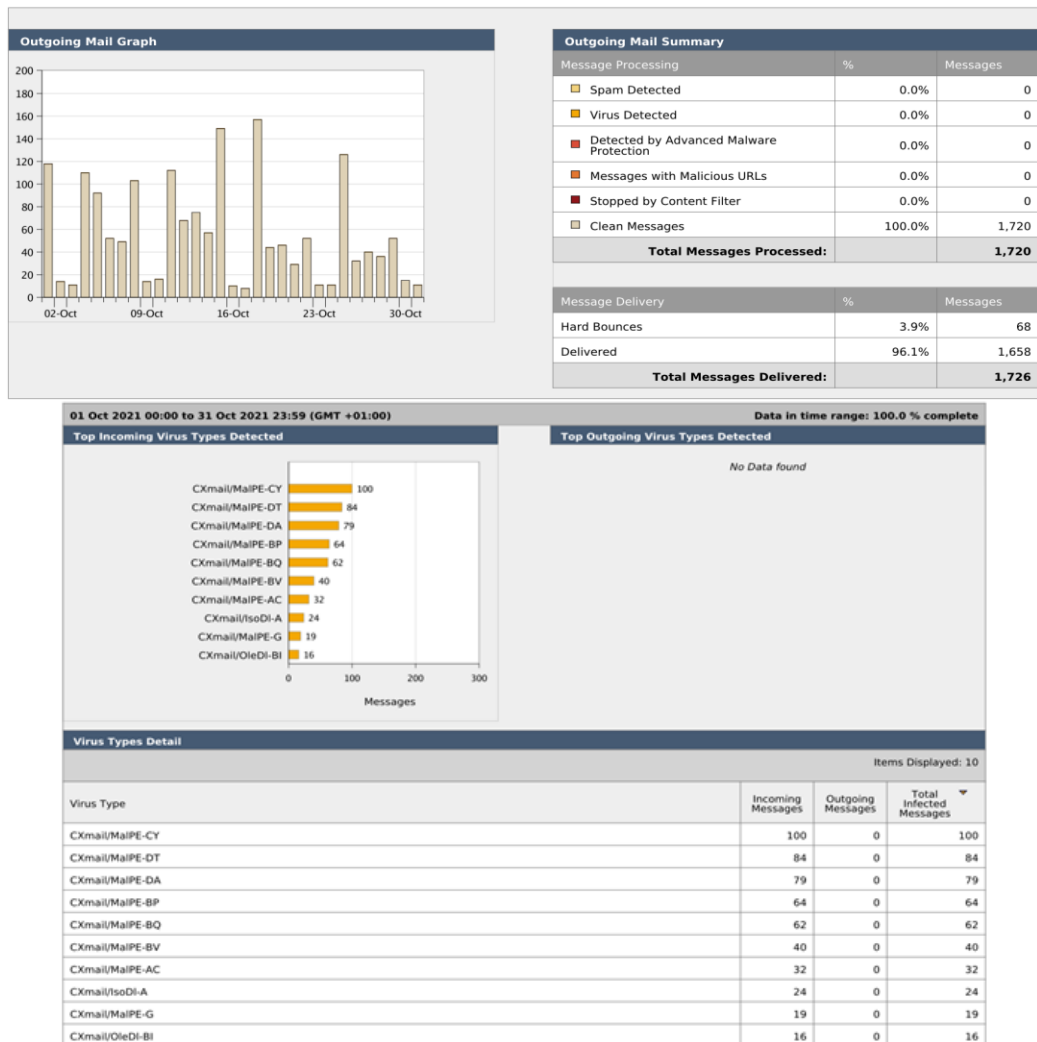 Outgoing Mail Graph
200
180
160
140
120
100
80
60
40
20
0
02-Oct 09-Oct 16-Oct 23-Oct 30-Oct
Outgoing Mail Summary
Message Processing % Messages
Spam Detected 0.0% 0
Virus Detected 0.0% 0
Detected by Advanced Malware
Protection 0.0% 0
Messages with Malicious URLs 0.0% 0
Stopped by Content Filter 0.0% 0
Clean Messages 100.0% 1,720
Total Messages Processed: 1,720
Message Delivery % Messages
Hard Bounces 3.9% 68
Delivered 96.1% 1,658
Total Messages Delivered: 1,726
01 Oct 2021 00:00 to 31 Oct 2021 23:59 (GMT +01:00) Data in time range: 100.0 % complete
Top Incoming Virus Types Detected
CXmail/MalPE-CY 100
CXmail/MalPE-DT 84
CXmail/MalPE-DA 79
CXmail/MalPE-BP 64
CXmail/MalPE-BQ 62
CXmail/MalPE-BV 40
CXmail/MalPE-AC 32
CXmail/IsoDl-A 24
CXmail/MalPE-G 19
CXmail/OleDl-BI 16
0 100 200 300
Messages
Top Outgoing Virus Types Detected
No Data found
Virus Types Detail
Items Displayed: 10
Virus Type Incoming Messages Outgoing Messages Total Infected Messages
CXmail/MalPE-CY 100 0 100
CXmail/MalPE-DT 84 0 84
CXmail/MalPE-DA 79 0 79
CXmail/MalPE-BP 64 0 64
CXmail/MalPE-BQ 62 0 62
CXmail/MalPE-BV 40 0 40
CXmail/MalPE-AC 32 0 32
CXmail/IsoDl-A 24 0 24
CXmail/MalPE-G 19 0 19
CXmail/OleDl-BI 16 0 16